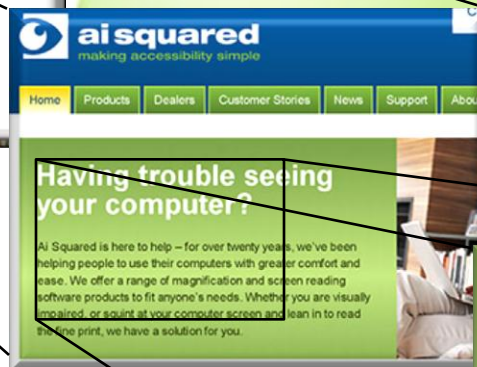 ai squared
making accessibility simple
Home Products Dealers Customer Stories News Support Abou
Having trouble seeing
your computer?
Ai Squared is here to help – for over twenty years, we've been
helping people to use their computers with greater comfort and
ease. We offer a range of magnification and screen reading
software products to fit anyone's needs. Whether you are visually
impaired, or squint at your computer screen and lean in to read
the fine print, we have a solution for you.